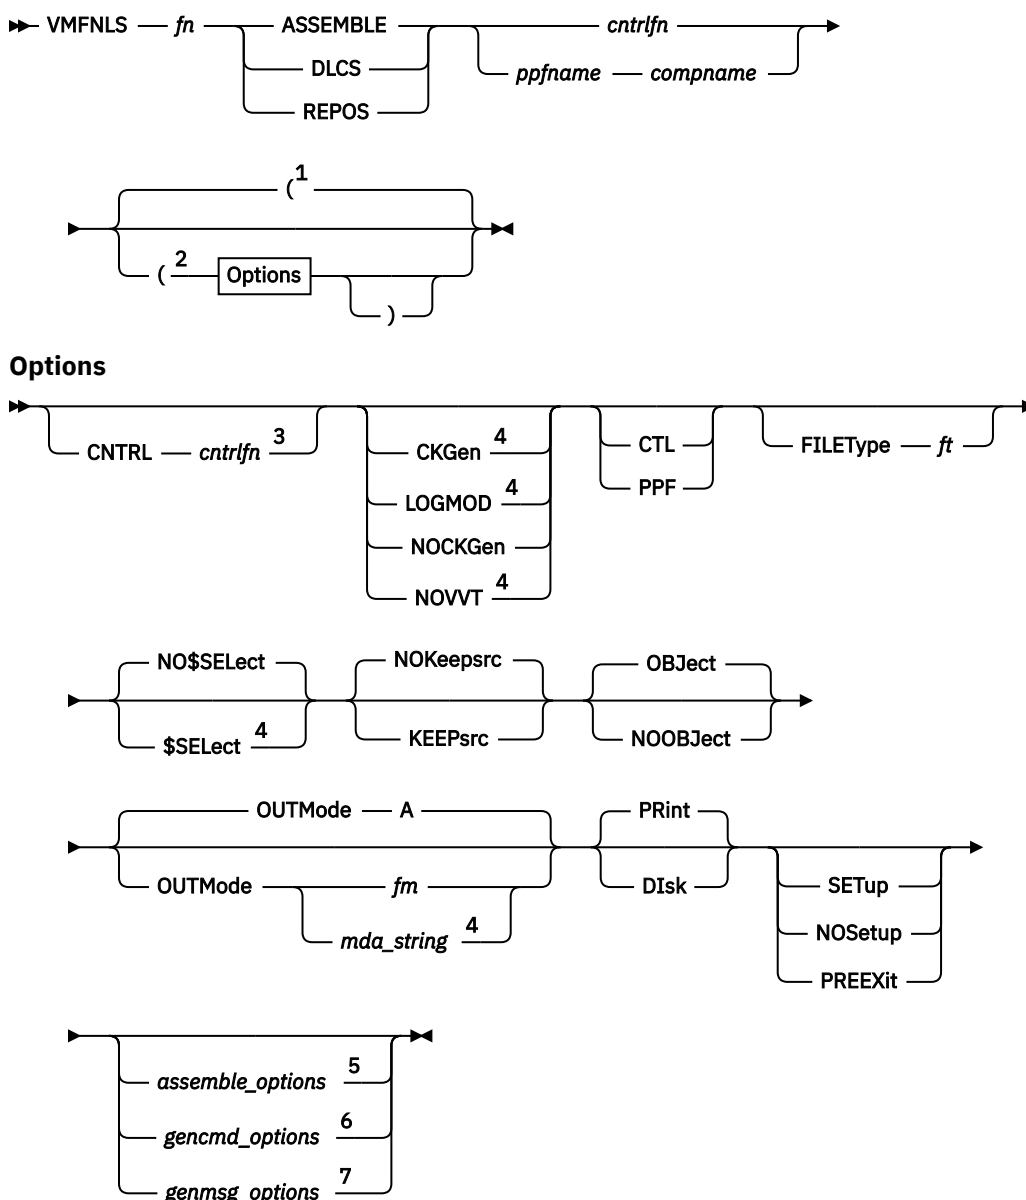 VMFNLS fn ASSEMBLE cntrlfn
DLCS ppfname compname
REPOS
( 1
( 2 Options
)
Options
CNTRL cntrlfn 3
CKGen 4
LOGMOD 4
NOCKGen
NOVVT 4
CTL
PPF
FILEType ft
NO$SELect
$SELect 4
NOKeepsrc
KEEPsrc
OBJect
NOOBJect
OUTMode A
OUTMode fm
mda_string 4
PRint
DIsk
SETup
NOSetup
PREEXit
assemble_options 5
gencmd_options 6
genmsg_options 7